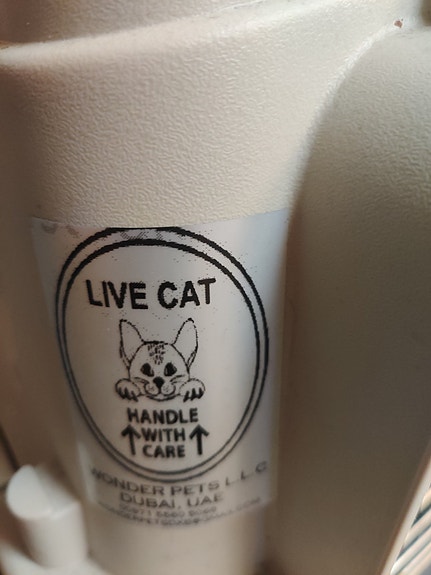 LIVE CAT
HANDLE
WITH
CARE
WONDER PETS L.L.C
DUBAI, UAE